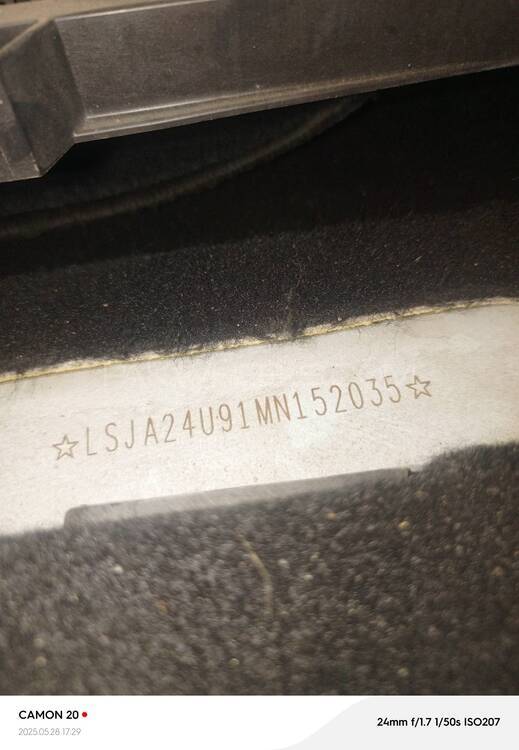 ☆LSJA24U91MN152035☆
CAMON 20
2025.05.28.17:29
24mm f/1.7 1/50s ISO207